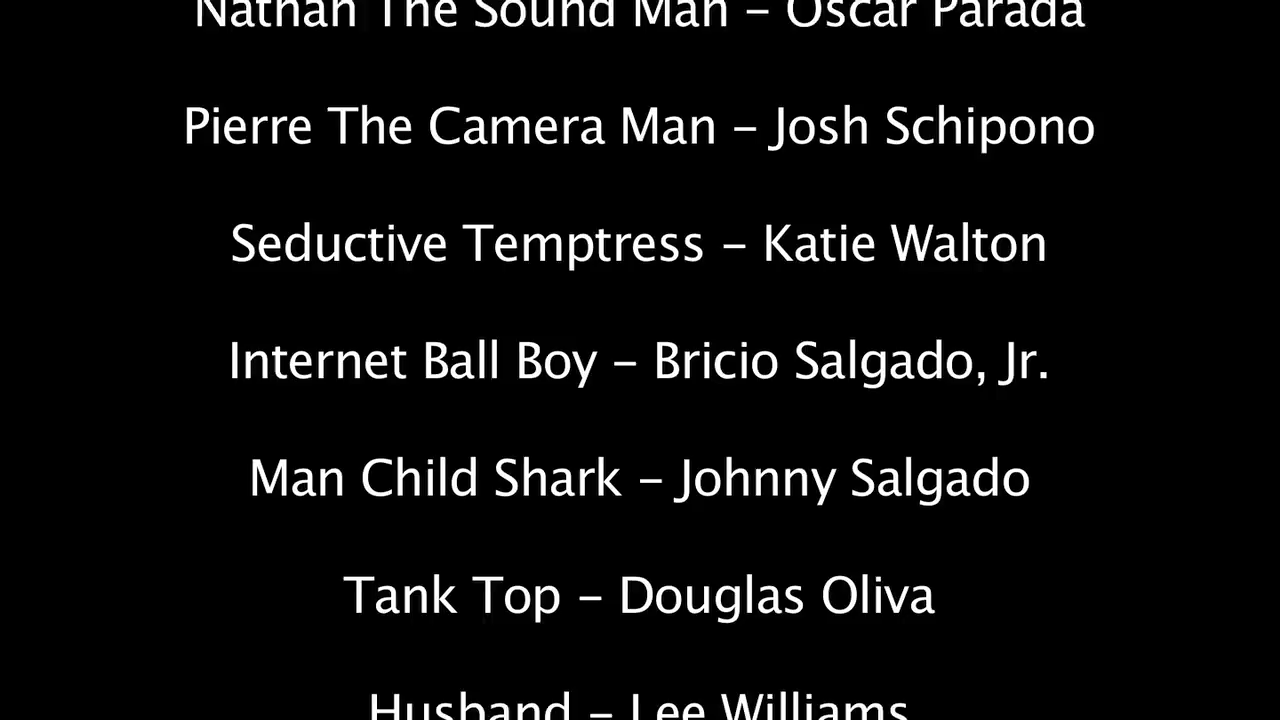 Nathan The Sound Man – Oscar Parada
Pierre The Camera Man – Josh Schipono
Seductive Temptress – Katie Walton
Internet Ball Boy – Bricio Salgado, Jr.
Man Child Shark – Johnny Salgado
Tank Top – Douglas Oliva
Husband – Lee Williams